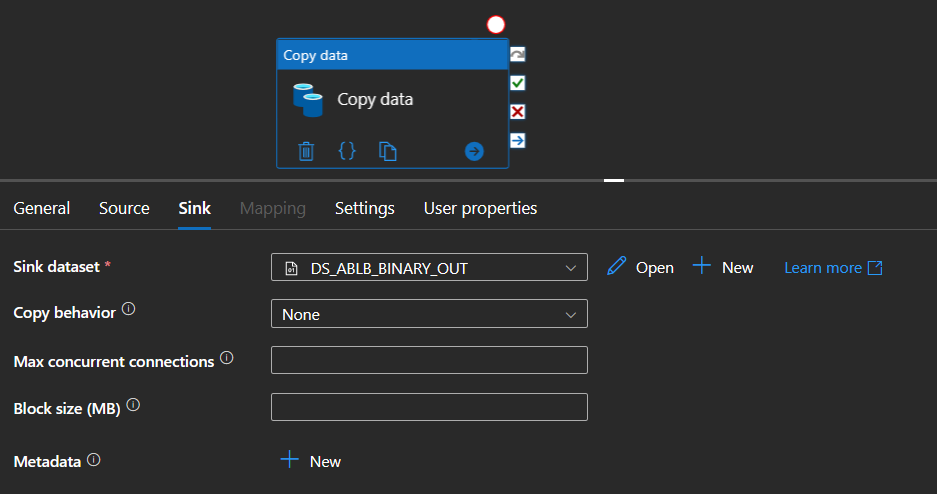 Copy data
Copy data
General Source Sink Mapping Settings User properties
Sink dataset * DS_ABLB_BINARY_OUT Open New Learn more
Copy behavior None
Max concurrent connections
Block size (MB)
Metadata New